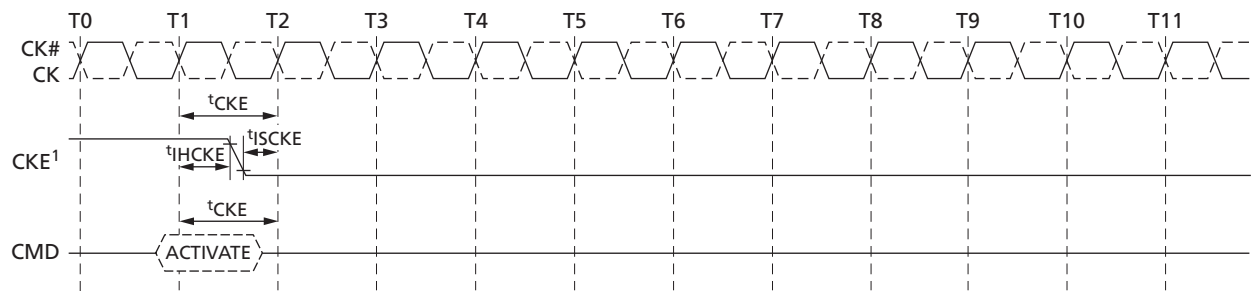 T0 T1 T2 T3 T4 T5 T6 T7 T8 T9 T10 T11
CK#
CK
tCKE
tISCKE
CKE1
tIHCKE
tCKE
CMD
ACTIVATE